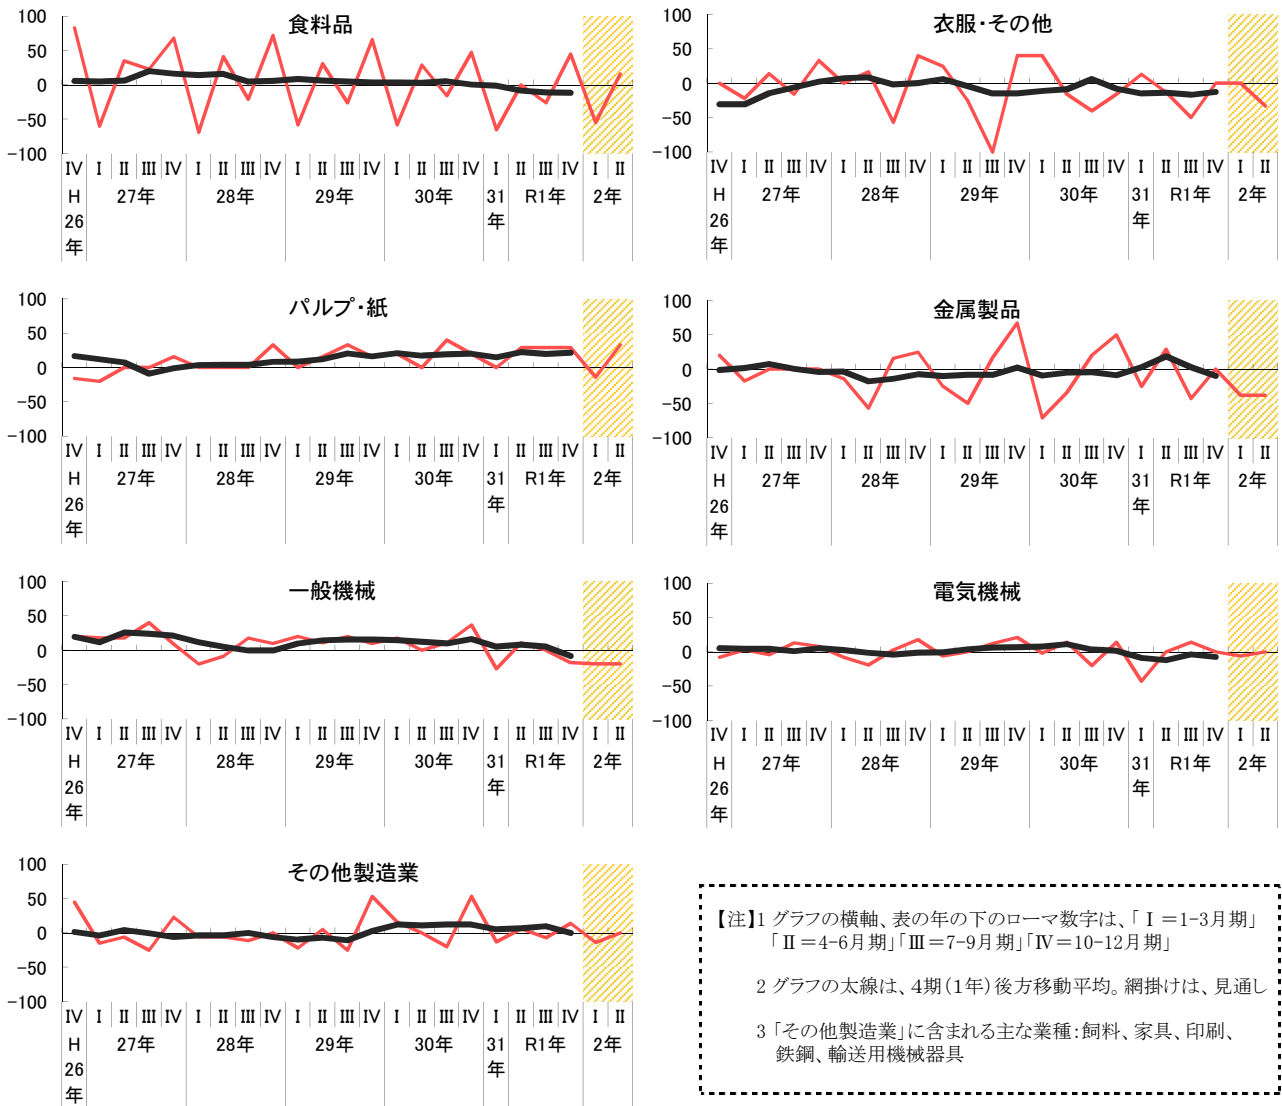 食料品
100
50
0
-50
-100
Ⅳ Ⅰ Ⅱ Ⅲ Ⅳ Ⅰ Ⅱ Ⅲ Ⅳ Ⅰ Ⅱ Ⅲ Ⅳ Ⅰ Ⅱ Ⅲ Ⅳ Ⅰ Ⅱ Ⅲ Ⅳ Ⅰ Ⅱ
H 27年 28年 29年 30年 31 R1年 2年
26 年
年
衣服・その他
100
50
0
-50
-100
Ⅳ Ⅰ Ⅱ Ⅲ Ⅳ Ⅰ Ⅱ Ⅲ Ⅳ Ⅰ Ⅱ Ⅲ Ⅳ Ⅰ Ⅱ Ⅲ Ⅳ Ⅰ Ⅱ Ⅲ Ⅳ Ⅰ Ⅱ
H 27年 28年 29年 30年 31 R1年 2年
26 年
年
パルプ・紙
100
50
0
-50
-100
Ⅳ Ⅰ Ⅱ Ⅲ Ⅳ Ⅰ Ⅱ Ⅲ Ⅳ Ⅰ Ⅱ Ⅲ Ⅳ Ⅰ Ⅱ Ⅲ Ⅳ Ⅰ Ⅱ Ⅲ Ⅳ Ⅰ Ⅱ
H 27年 28年 29年 30年 31 R1年 2年
26 年
年
金属製品
100
50
0
-50
-100
Ⅳ Ⅰ Ⅱ Ⅲ Ⅳ Ⅰ Ⅱ Ⅲ Ⅳ Ⅰ Ⅱ Ⅲ Ⅳ Ⅰ Ⅱ Ⅲ Ⅳ Ⅰ Ⅱ Ⅲ Ⅳ Ⅰ Ⅱ
H 27年 28年 29年 30年 31 R1年 2年
26 年
年
一般機械
100
50
0
-50
-100
Ⅳ Ⅰ Ⅱ Ⅲ Ⅳ Ⅰ Ⅱ Ⅲ Ⅳ Ⅰ Ⅱ Ⅲ Ⅳ Ⅰ Ⅱ Ⅲ Ⅳ Ⅰ Ⅱ Ⅲ Ⅳ Ⅰ Ⅱ
H 27年 28年 29年 30年 31 R1年 2年
26 年
年
電気機械
100
50
0
-50
-100
Ⅳ Ⅰ Ⅱ Ⅲ Ⅳ Ⅰ Ⅱ Ⅲ Ⅳ Ⅰ Ⅱ Ⅲ Ⅳ Ⅰ Ⅱ Ⅲ Ⅳ Ⅰ Ⅱ Ⅲ Ⅳ Ⅰ Ⅱ
H 27年 28年 29年 30年 31 R1年 2年
26 年
年
その他製造業
100
50
0
-50
-100
Ⅳ Ⅰ Ⅱ Ⅲ Ⅳ Ⅰ Ⅱ Ⅲ Ⅳ Ⅰ Ⅱ Ⅲ Ⅳ Ⅰ Ⅱ Ⅲ Ⅳ Ⅰ Ⅱ Ⅲ Ⅳ Ⅰ Ⅱ
H 27年 28年 29年 30年 31 R1年 2年
26 年
年
【注】1 グラフの横軸、表の年の下のローマ数字は、「Ⅰ＝1-3月期」
「Ⅱ＝4-6月期」「Ⅲ＝7-9月期」「Ⅳ＝10-12月期」
2 グラフの太線は、4期（1年）後方移動平均。網掛けは、見通し
3 「その他製造業」に含まれる主な業種：飼料、家具、印刷、
鉄鋼、輸送用機械器具